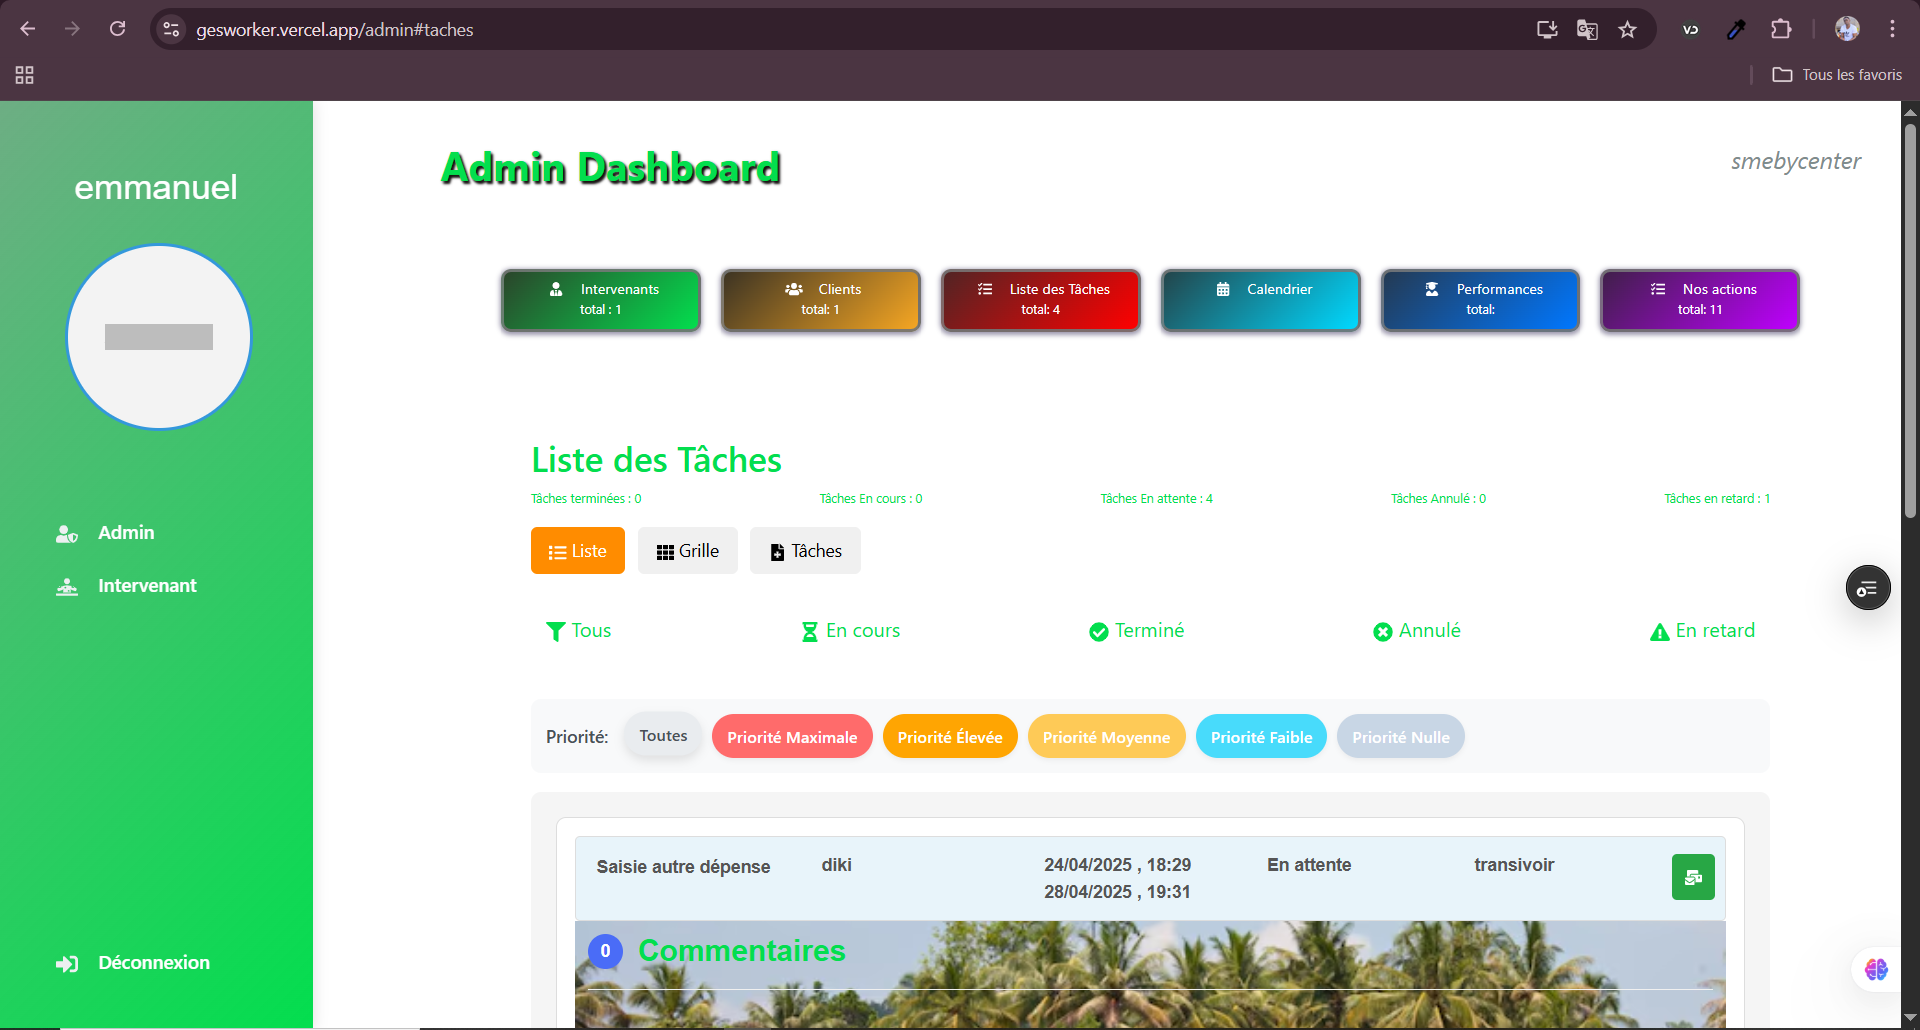 gesworker.vercel.app/admin#taches
Tous les favoris
emmanuel
Admin
Intervenant
Déconnexion
Admin Dashboard
smebycenter
Intervenants
total : 1
Clients
total: 1
Liste des Tâches
total: 4
Calendrier
Performances
total:
Nos actions
total: 11
Liste des Tâches
Tâches terminées : 0
Tâches En cours : 0
Tâches En attente : 4
Tâches Annulé : 0
Tâches en retard : 1
Liste
Grille
Tâches
Tous
En cours
Terminé
Annulé
En retard
Priorité:
Toutes
Priorité Maximale
Priorité Élevée
Priorité Moyenne
Priorité Faible
Priorité Nulle
Saisie autre dépense
diki
24/04/2025 , 18:29
28/04/2025 , 19:31
En attente
transivoir
0
Commentaires